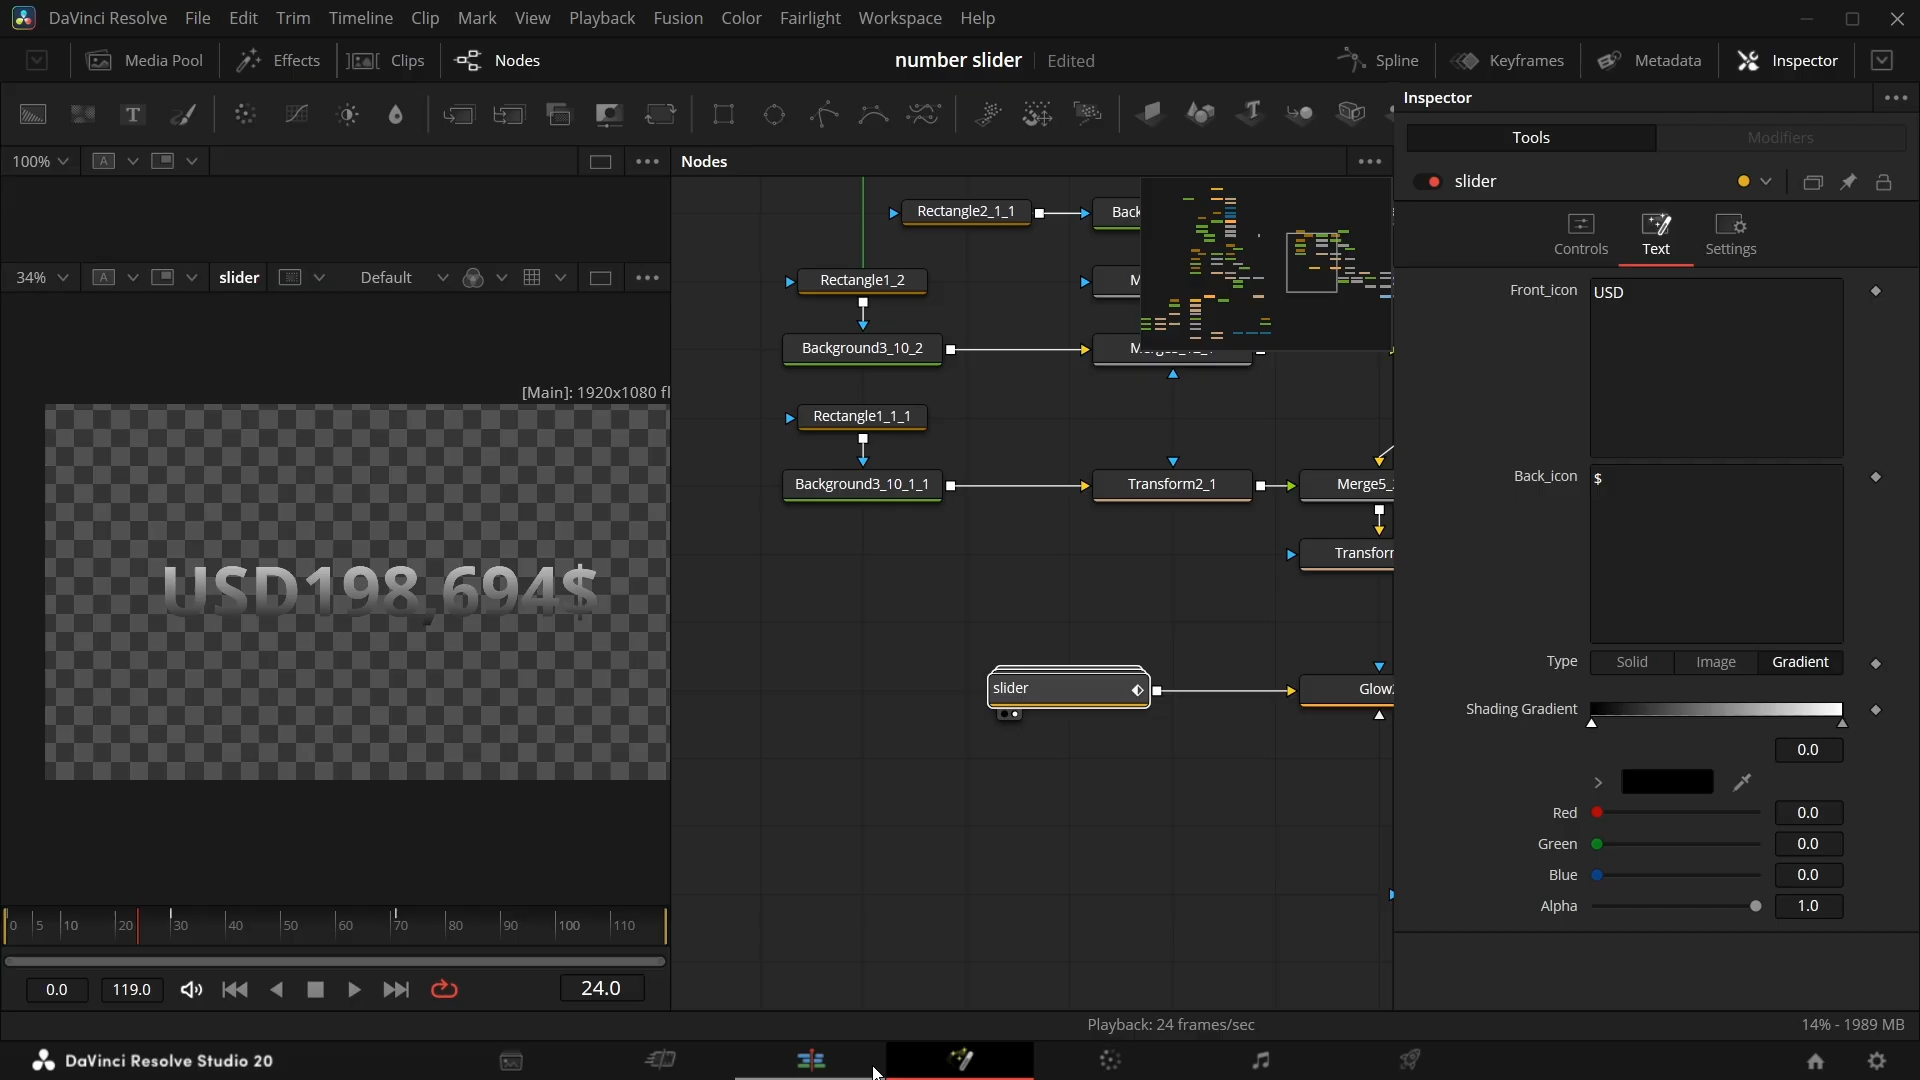 DaVinci Resolve File Edit Trim Timeline Clip Mark View Playback Fusion Color Fairlight Workspace Help
Media Pool Effects Clips Nodes number slider Edited Spline Keyframes Metadata Inspector
Inspector
Tools Modifiers
100% A Nodes
slider
Controls Text Settings
Rectangle2_1_1 Back
34% A slider Default
Rectangle1_2 M
Front_icon USD
Background3_10_2
[Main]: 1920x1080 fl
Rectangle1_1_1
Back_icon $
Background3_10_1_1 Transform2_1 Merge5_
Transfor
USD198,694$
Type Solid Image Gradient
slider Glow
Shading Gradient
0.0
Red 0.0
Green 0.0
Blue 0.0
Alpha 1.0
0 5 10 20 30 40 50 60 70 80 90 100 110
0.0 119.0 24.0
Playback: 24 frames/sec 14% - 1989 MB
DaVinci Resolve Studio 20